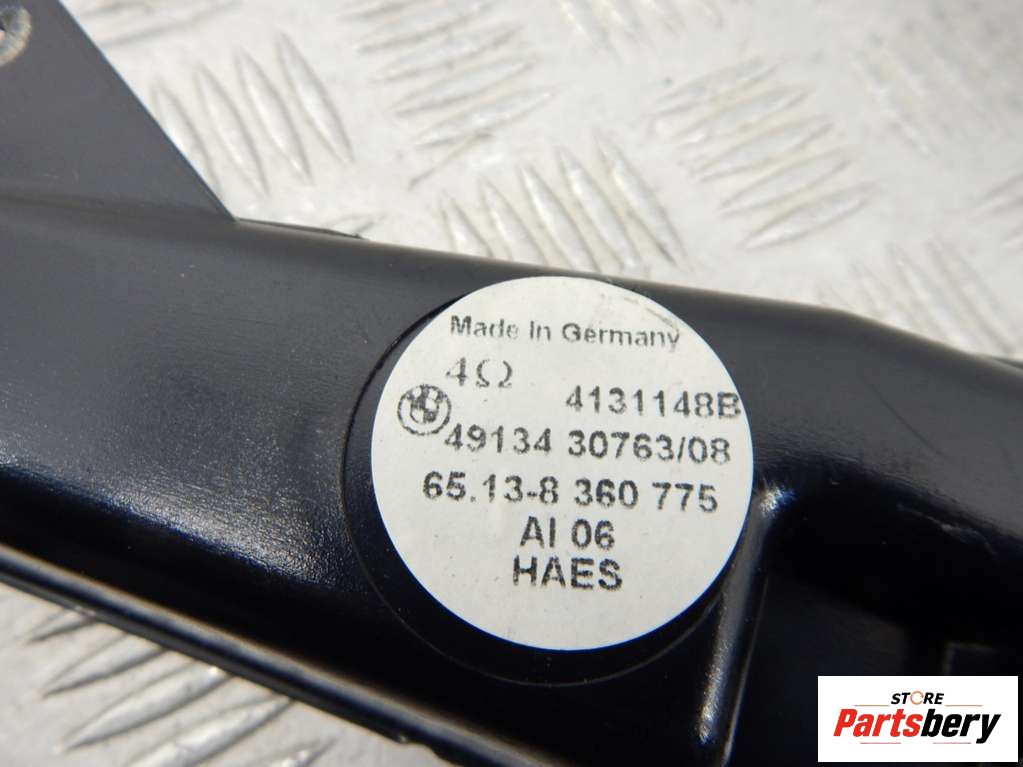 Made in Germany
4Ω
4131148B
49134 30763/08
65.13-8 360 775
AI 06
HAES
STORE
Partsbery